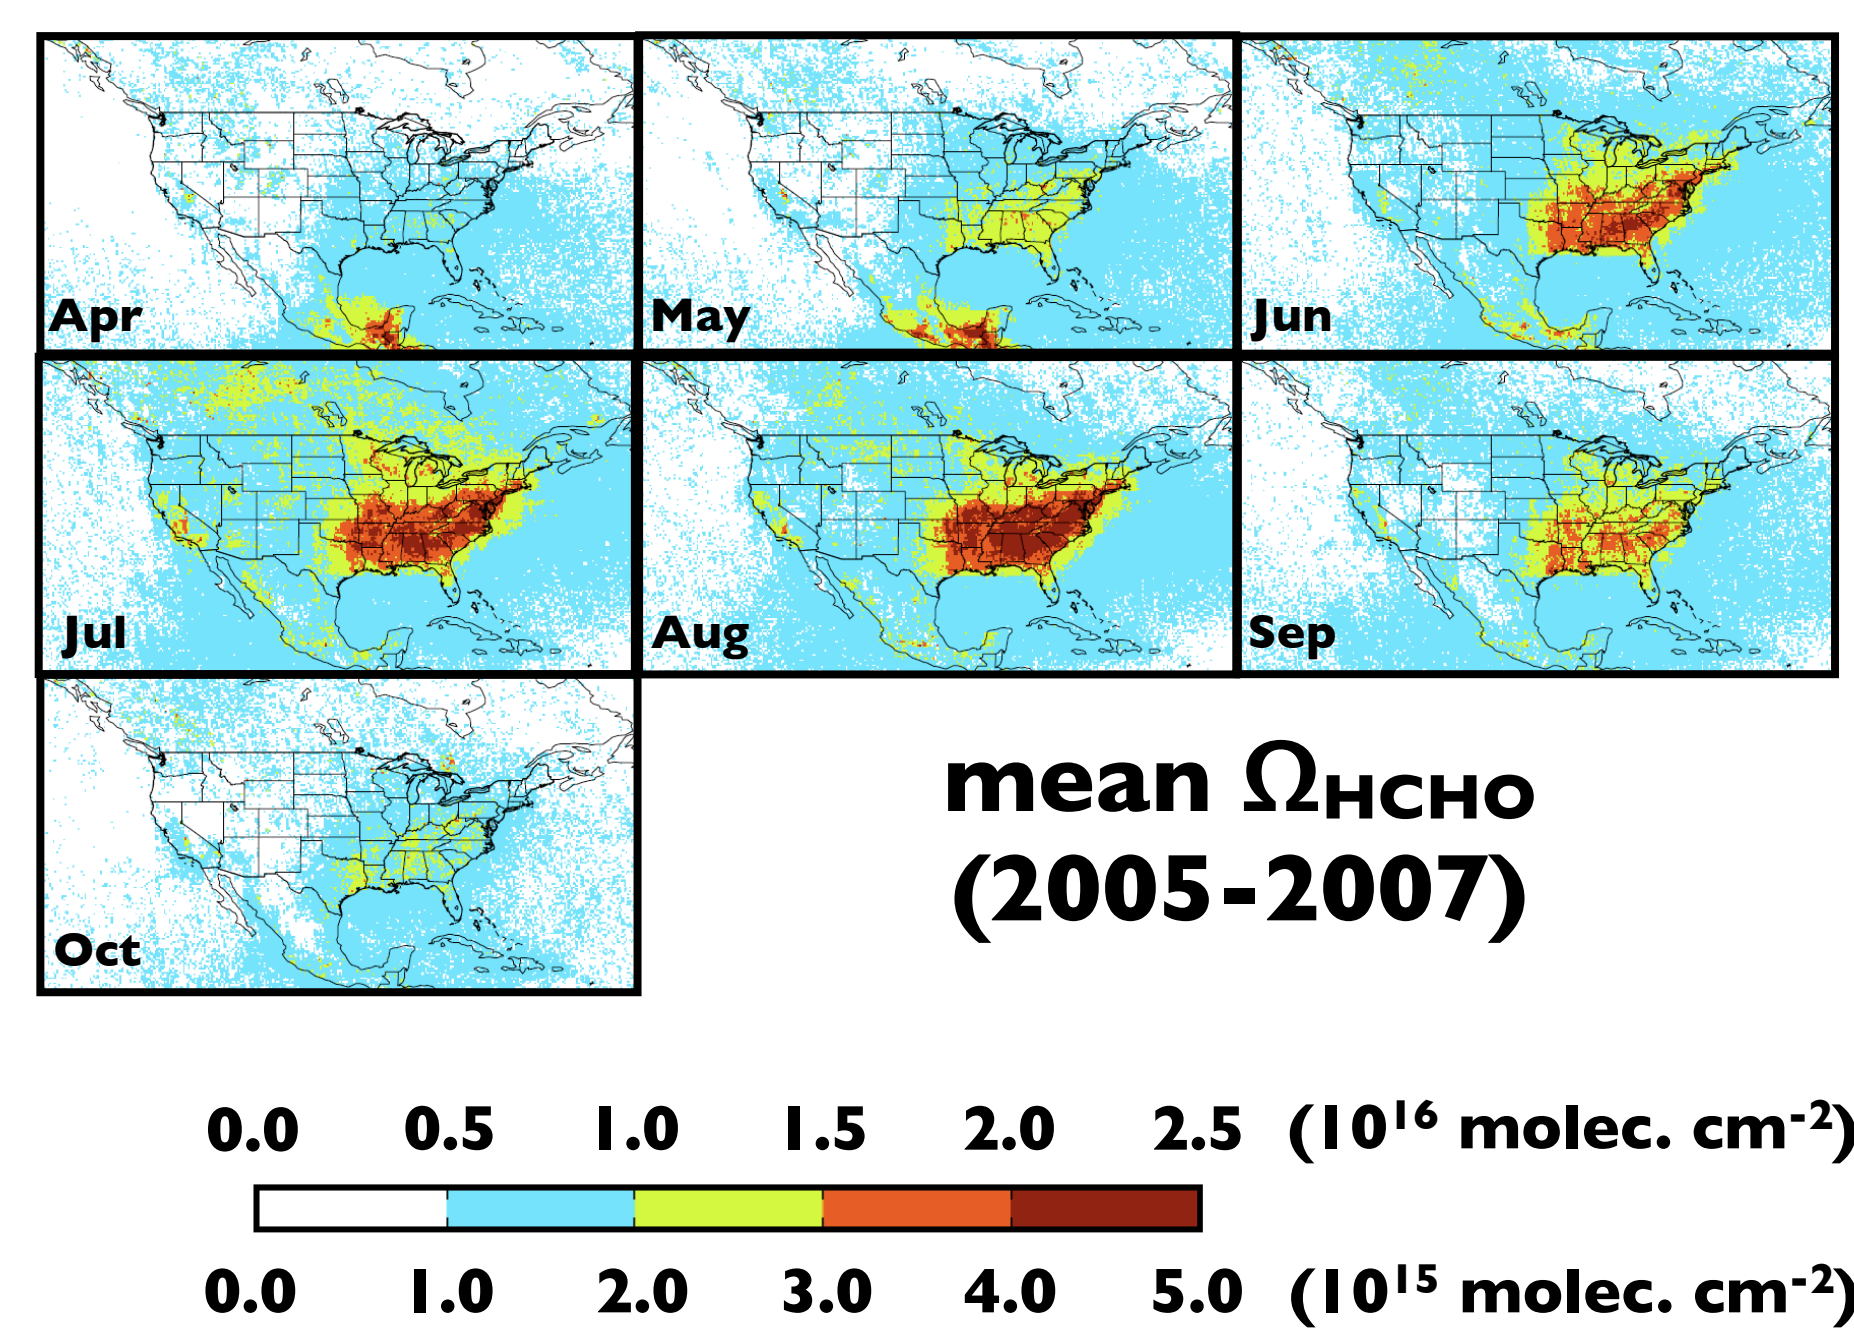 Apr
May
Jun
Jul
Aug
Sep
Oct
mean ΩHCHO
(2005-2007)
0.0 0.5 1.0 1.5 2.0 2.5 (10¹⁶ molec. cm⁻²)
0.0 1.0 2.0 3.0 4.0 5.0 (10¹⁵ molec. cm⁻²)